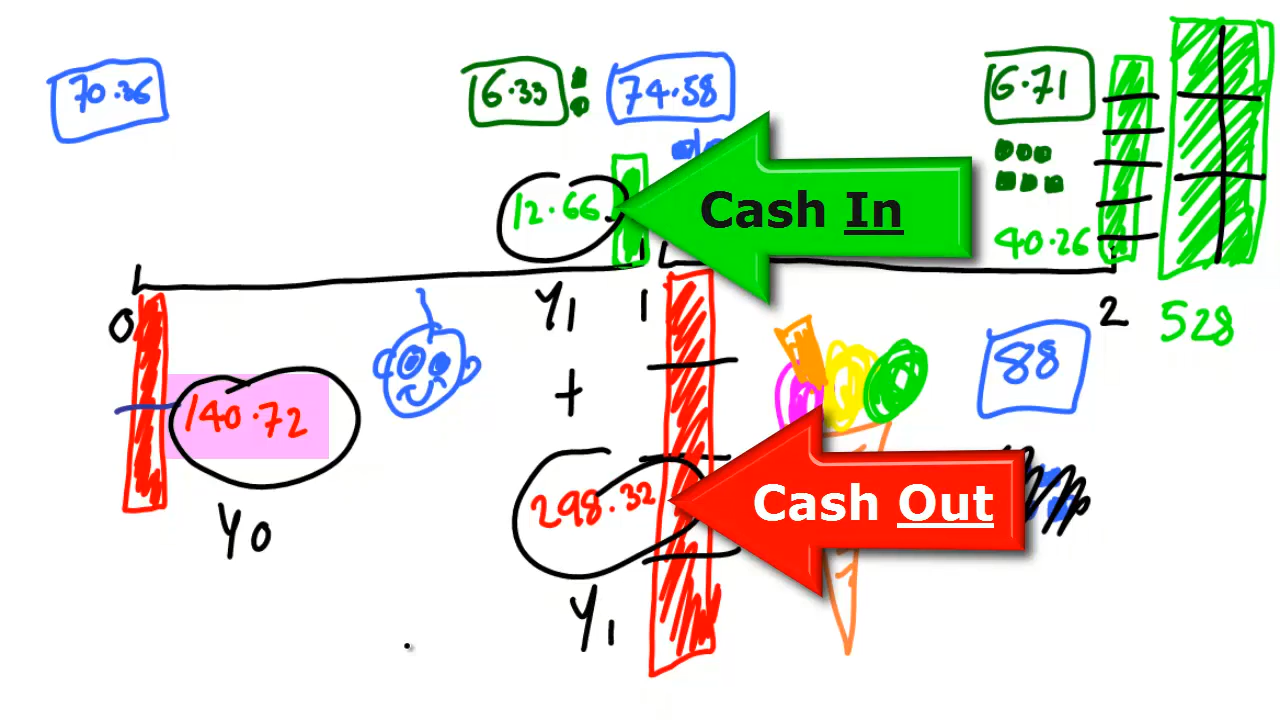 70.36
6.33
74.58
6.71
12.66
Cash In
40.26
0
Y1
1
2
528
140.72
+
88
298.32
Cash Out
Y0
Y1